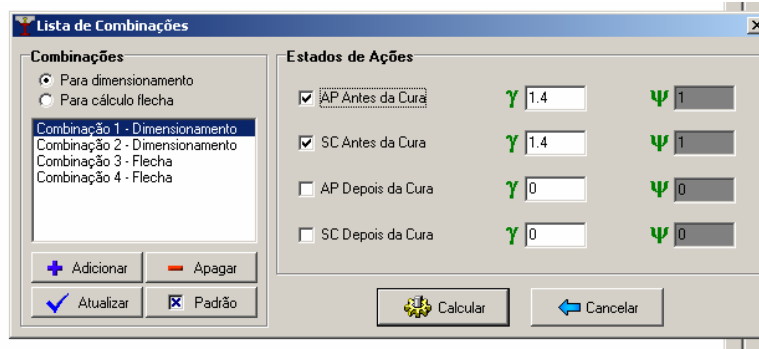 Lista de Combinações
Combinações
Para dimensionamento
Para cálculo flecha
Combinação 1 - Dimensionamento
Combinação 2 - Dimensionamento
Combinação 3 - Flecha
Combinação 4 - Flecha
Adicionar
Apagar
Atualizar
Padrão
Estados de Ações
AP Antes da Cura γ 1.4 Ψ 1
SC Antes da Cura γ 1.4 Ψ 1
AP Depois da Cura γ 0 Ψ 0
SC Depois da Cura γ 0 Ψ 0
Calcular
Cancelar